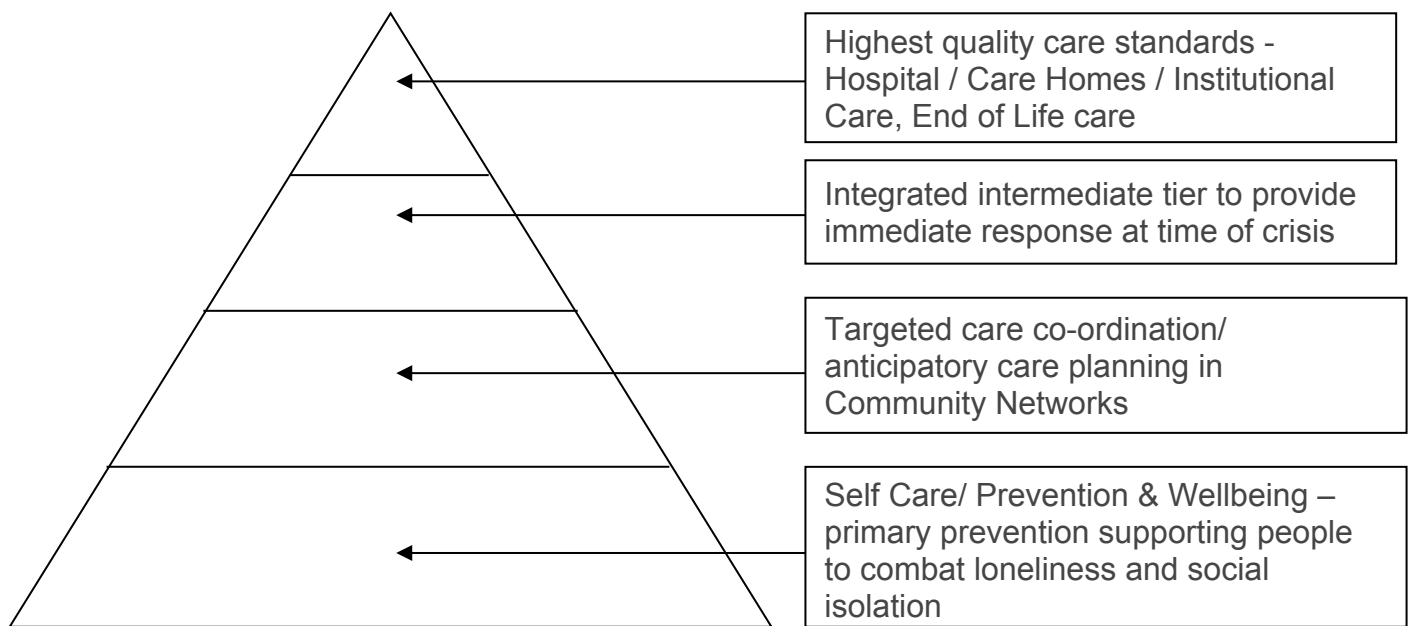 Highest quality care standards -
Hospital / Care Homes / Institutional
Care, End of Life care
Integrated intermediate tier to provide
immediate response at time of crisis
Targeted care co-ordination/
anticipatory care planning in
Community Networks
Self Care/ Prevention & Wellbeing –
primary prevention supporting people
to combat loneliness and social
isolation